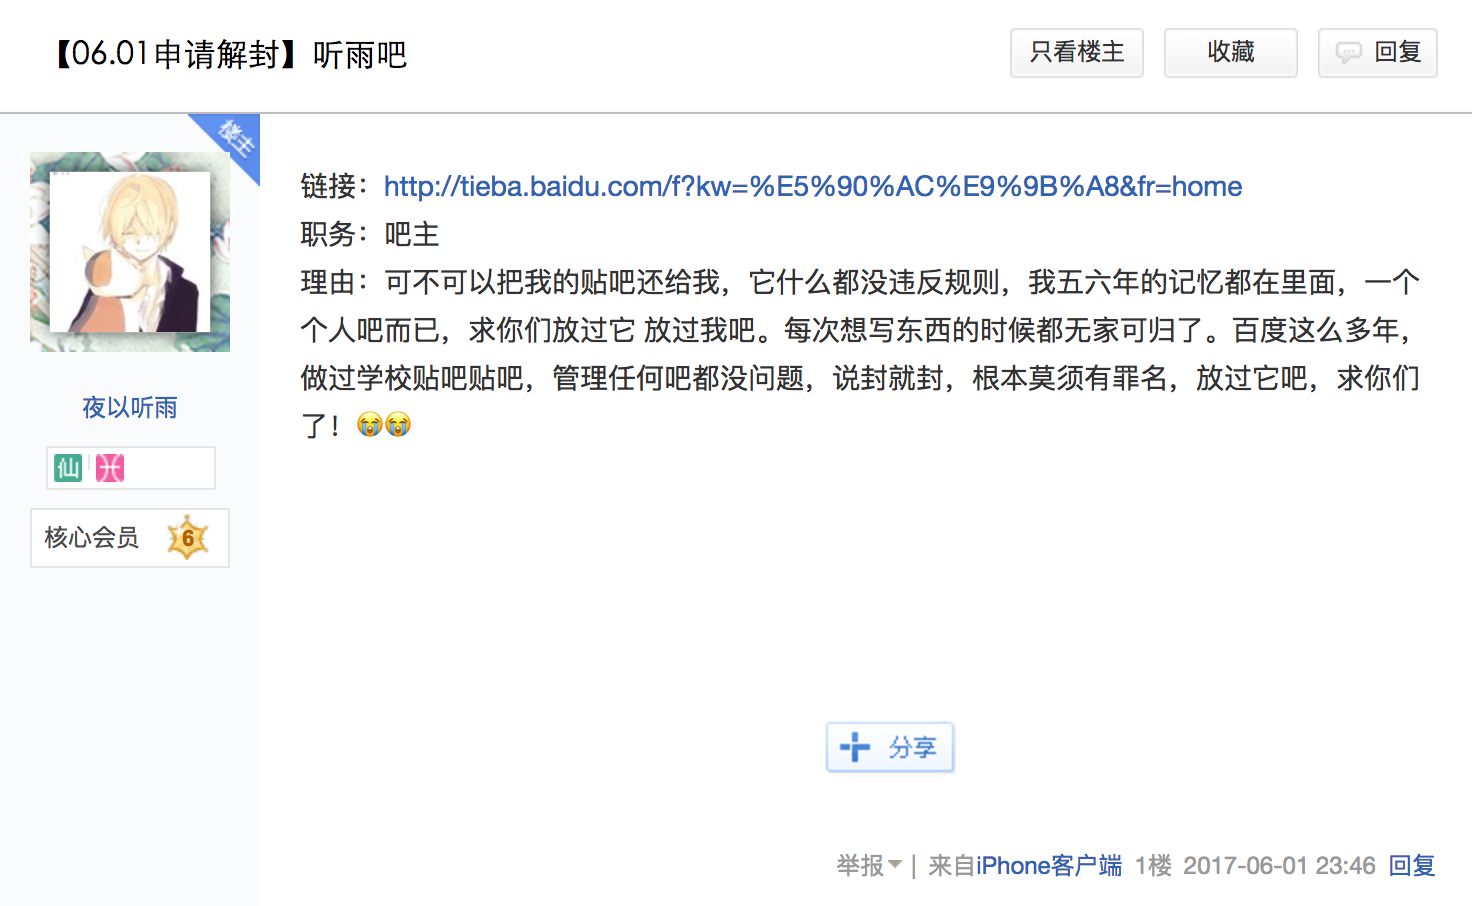 【06.01申请解封】听雨吧
只看楼主
收藏
回复
楼主
链接：http://tieba.baidu.com/f?kw=%E5%90%AC%E9%9B%A8&fr=home
职务：吧主
理由：可不可以把我的贴吧还给我，它什么都没违反规则，我五六年的记忆都在里面，一个
个人吧而已，求你们放过它 放过我吧。每次想写东西的时候都无家可归了。百度这么多年，
做过学校贴吧贴吧，管理任何吧都没问题，说封就封，根本莫须有罪名，放过它吧，求你们
了！😭😭
夜以听雨
仙
核心会员 6
分享
举报 | 来自iPhone客户端 1楼 2017-06-01 23:46 回复